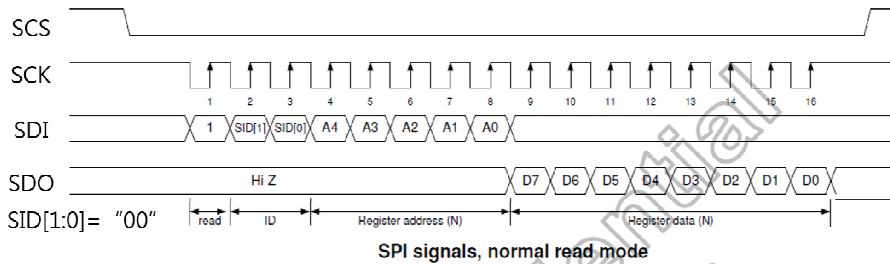 SCS
SCK
1 2 3 4 5 6 7 8 9 10 11 12 13 14 15 16
SDI 1 SID[1] SID[0] A4 A3 A2 A1 A0
SDO Hi Z D7 D6 D5 D4 D3 D2 D1 D0
SID[1:0]= “00” read ID Register address (N) Register data (N)
SPI signals, normal read mode
ential